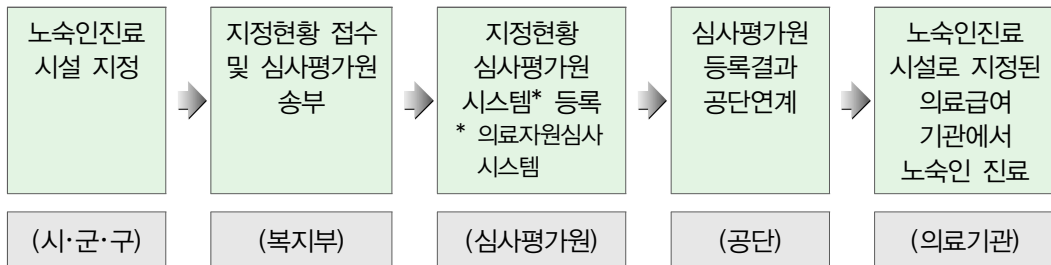 노숙인진료
시설 지정
지정현황 접수
및 심사평가원
송부
지정현황
심사평가원
시스템* 등록
* 의료자원심사
시스템
심사평가원
등록결과
공단연계
노숙인진료
시설로 지정된
의료급여
기관에서
노숙인 진료
(시·군·구)
(복지부)
(심사평가원)
(공단)
(의료기관)